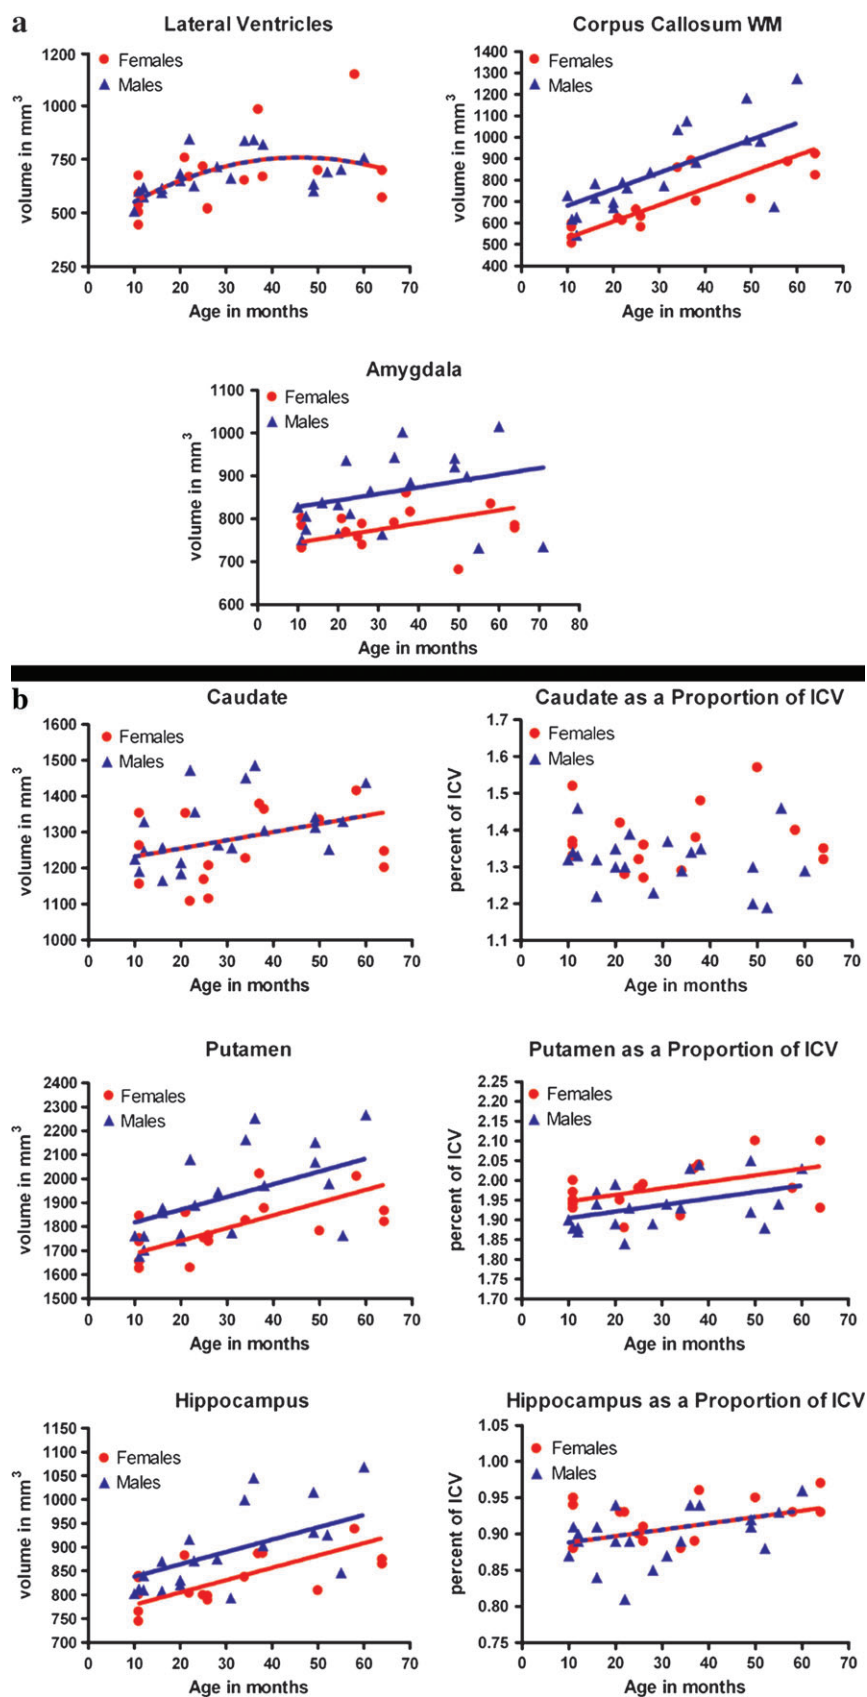 a
Lateral Ventricles
Females
Males
volume in mm³
1200
1000
750
500
250
0 10 20 30 40 50 60 70
Age in months
Corpus Callosum WM
Females
Males
volume in mm³
1400
1300
1200
1100
1000
900
800
700
600
500
400
0 10 20 30 40 50 60 70
Age in months
Amygdala
Females
Males
volume in mm³
1100
1000
900
800
700
600
0 10 20 30 40 50 60 70 80
Age in months
b
Caudate
Females
Males
volume in mm³
1600
1500
1400
1300
1200
1100
1000
0 10 20 30 40 50 60 70
Age in months
Caudate as a Proportion of ICV
Females
Males
percent of ICV
1.7
1.6
1.5
1.4
1.3
1.2
1.1
0 10 20 30 40 50 60 70
Age in months
Putamen
Females
Males
volume in mm³
2400
2300
2200
2100
2000
1900
1800
1700
1600
1500
0 10 20 30 40 50 60 70
Age in months
Putamen as a Proportion of ICV
Females
Males
percent of ICV
2.25
2.20
2.15
2.10
2.05
2.00
1.95
1.90
1.85
1.80
1.75
1.70
0 10 20 30 40 50 60 70
Age in months
Hippocampus
Females
Males
volume in mm³
1150
1100
1050
1000
950
900
850
800
750
700
0 10 20 30 40 50 60 70
Age in months
Hippocampus as a Proportion of ICV
Females
Males
percent of ICV
1.05
1.00
0.95
0.90
0.85
0.80
0.75
0 10 20 30 40 50 60 70
Age in months